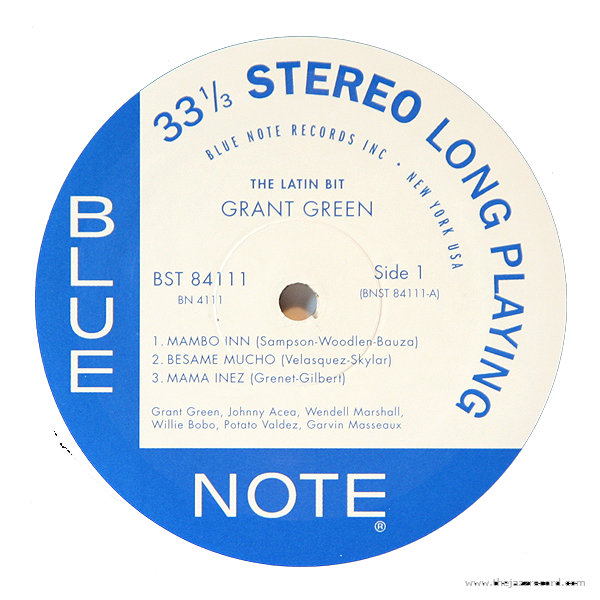 33⅓ STEREO LONG PLAYING
BLUE NOTE RECORDS INC • NEW YORK USA
THE LATIN BIT
GRANT GREEN
BST 84111
BN 4111
Side 1
(BNST 84111-A)
1. MAMBO INN (Sampson-Woodlen-Bauza)
2. BESAME MUCHO (Velasquez-Skylar)
3. MAMA INEZ (Grenet-Gilbert)
Grant Green, Johnny Acea, Wendell Marshall,
Willie Bobo, Potato Valdez, Garvin Masseaux
BLUE
NOTE®